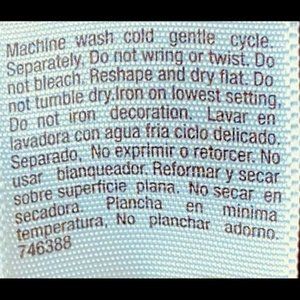 Machine wash cold gentle cycle.
Separately. Do not wring or twist. Do
not bleach. Reshape and dry flat. Do
not tumble dry.Iron on lowest setting.
Do not iron decoration. Lavar en
lavadora con agua fria ciclo delicado.
Separado, No exprimir o retorcer. No
usar blanqueador. Reformar y secar
sobre superficie plana. No secar en
secadora. Plancha en minima
temperatura, No planchar adorno.
746388